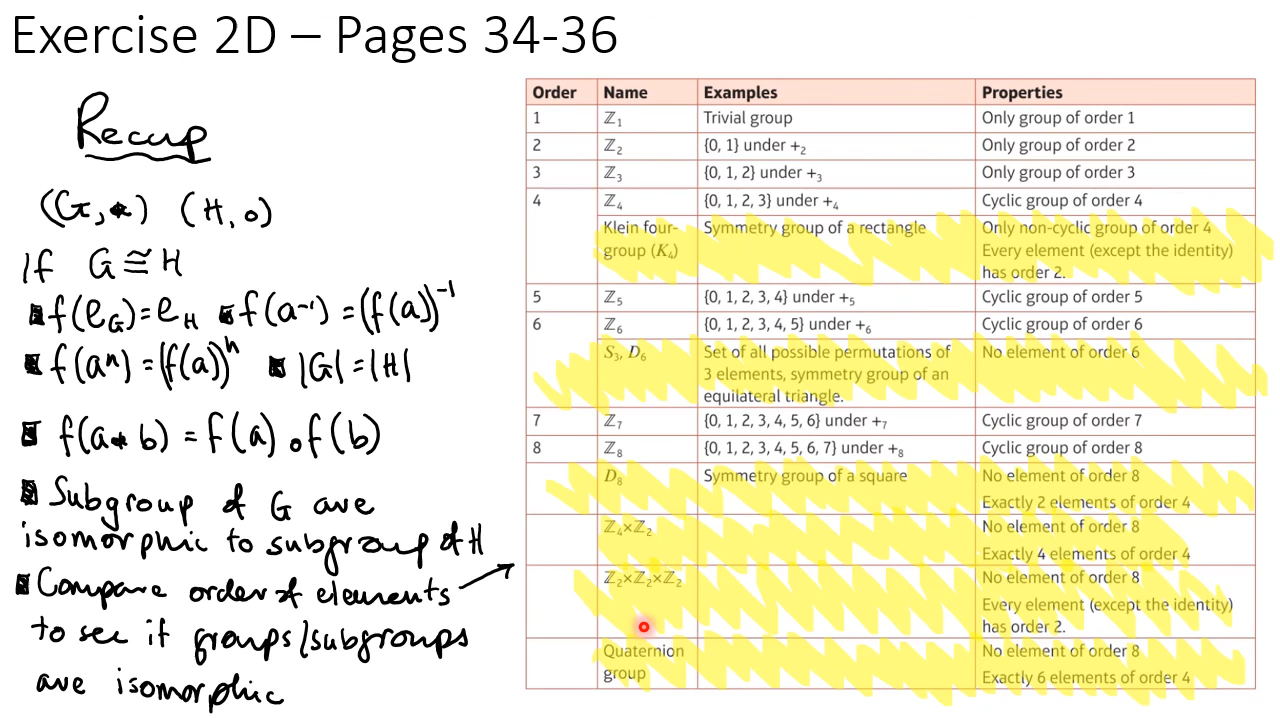 Exercise 2D – Pages 34-36
Recap
(G,*) (H,∘)
If G≅H
f(e_G)=e_H f(a⁻¹)=(f(a))⁻¹
f(aⁿ)=(f(a))ⁿ |G|=|H|
f(a*b)=f(a)∘f(b)
Subgroup of G are
isomorphic to subgroup of H
Compare order of elements
to see if groups/subgroups
are isomorphic
Order Name Examples Properties
1 ℤ₁ Trivial group Only group of order 1
2 ℤ₂ {0, 1} under +₂ Only group of order 2
3 ℤ₃ {0, 1, 2} under +₃ Only group of order 3
4 ℤ₄ {0, 1, 2, 3} under +₄ Cyclic group of order 4
Klein four- Symmetry group of a rectangle Only non-cyclic group of order 4
group (K₄) Every element (except the identity)
has order 2.
5 ℤ₅ {0, 1, 2, 3, 4} under +₅ Cyclic group of order 5
6 ℤ₆ {0, 1, 2, 3, 4, 5} under +₆ Cyclic group of order 6
S₃, D₆ Set of all possible permutations of No element of order 6
3 elements, symmetry group of an
equilateral triangle.
7 ℤ₇ {0, 1, 2, 3, 4, 5, 6} under +₇ Cyclic group of order 7
8 ℤ₈ {0, 1, 2, 3, 4, 5, 6, 7} under +₈ Cyclic group of order 8
D₈ Symmetry group of a square No element of order 8
Exactly 2 elements of order 4
ℤ₄×ℤ₂ No element of order 8
Exactly 4 elements of order 4
ℤ₂×ℤ₂×ℤ₂ No element of order 8
Every element (except the identity)
has order 2.
Quaternion No element of order 8
group Exactly 6 elements of order 4